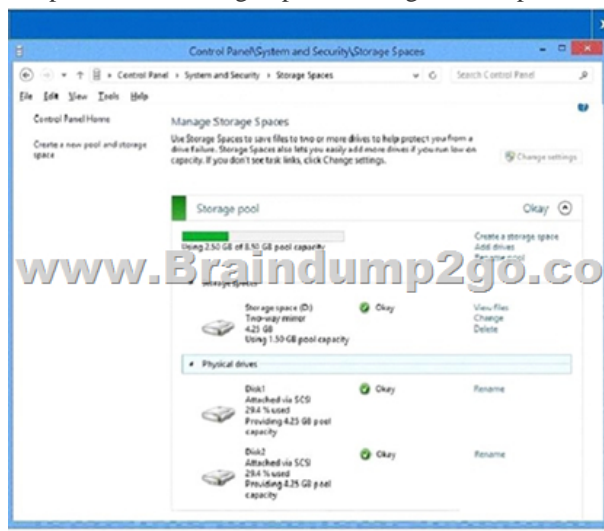 Control Panel\System and Security\Storage Spaces
Control Panel › System and Security › Storage Spaces
Search Control Panel
File Edit View Tools Help
Control Panel Home
Create a new pool and storage space
Manage Storage Spaces
Use Storage Spaces to save files to two or more drives to help protect you from a
drive failure. Storage Spaces also lets you easily add more drives if you run low on
capacity. If you don't see task links, click Change settings.
Change settings
Storage pool
Okay
Using 2.50 GB of 8.50 GB pool capacity
Create a storage space
Add drives
Rename pool
www.Braindump2go.co
Storage Spaces
Storage space (D:)
Two-way mirror
4.25 GB
Using 1.50 GB pool capacity
Okay
View files
Change
Delete
Physical drives
Disk1
Attached via SCSI
29.4 % used
Providing 4.25 GB pool
capacity
Okay
Rename
Disk2
Attached via SCSI
29.4 % used
Providing 4.25 GB pool
capacity
Okay
Rename